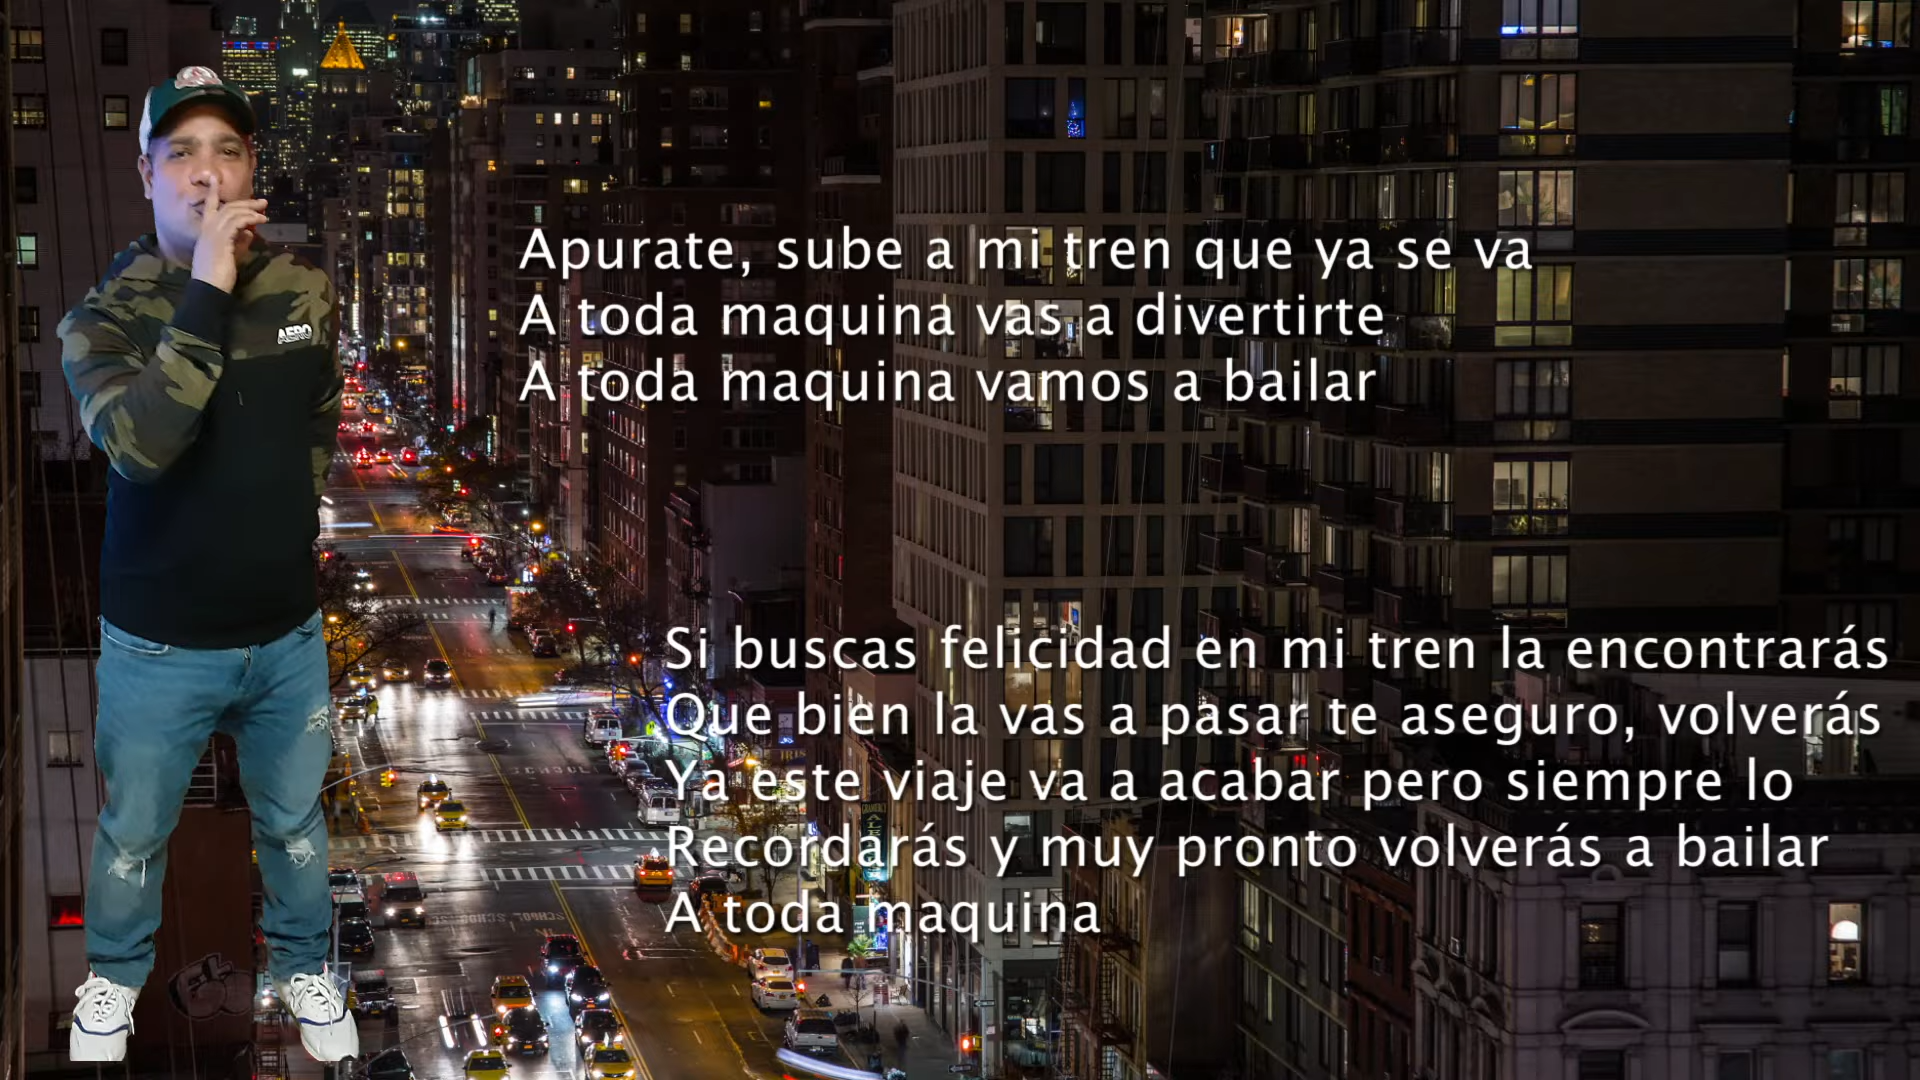 AERO
Apurate, sube a mi tren que ya se va
A toda maquina vas a divertirte
A toda maquina vamos a bailar
Si buscas felicidad en mi tren la encontrarás
Que bien la vas a pasar te aseguro, volverás
Ya este viaje va a acabar pero siempre lo
Recordarás y muy pronto volverás a bailar
A toda maquina